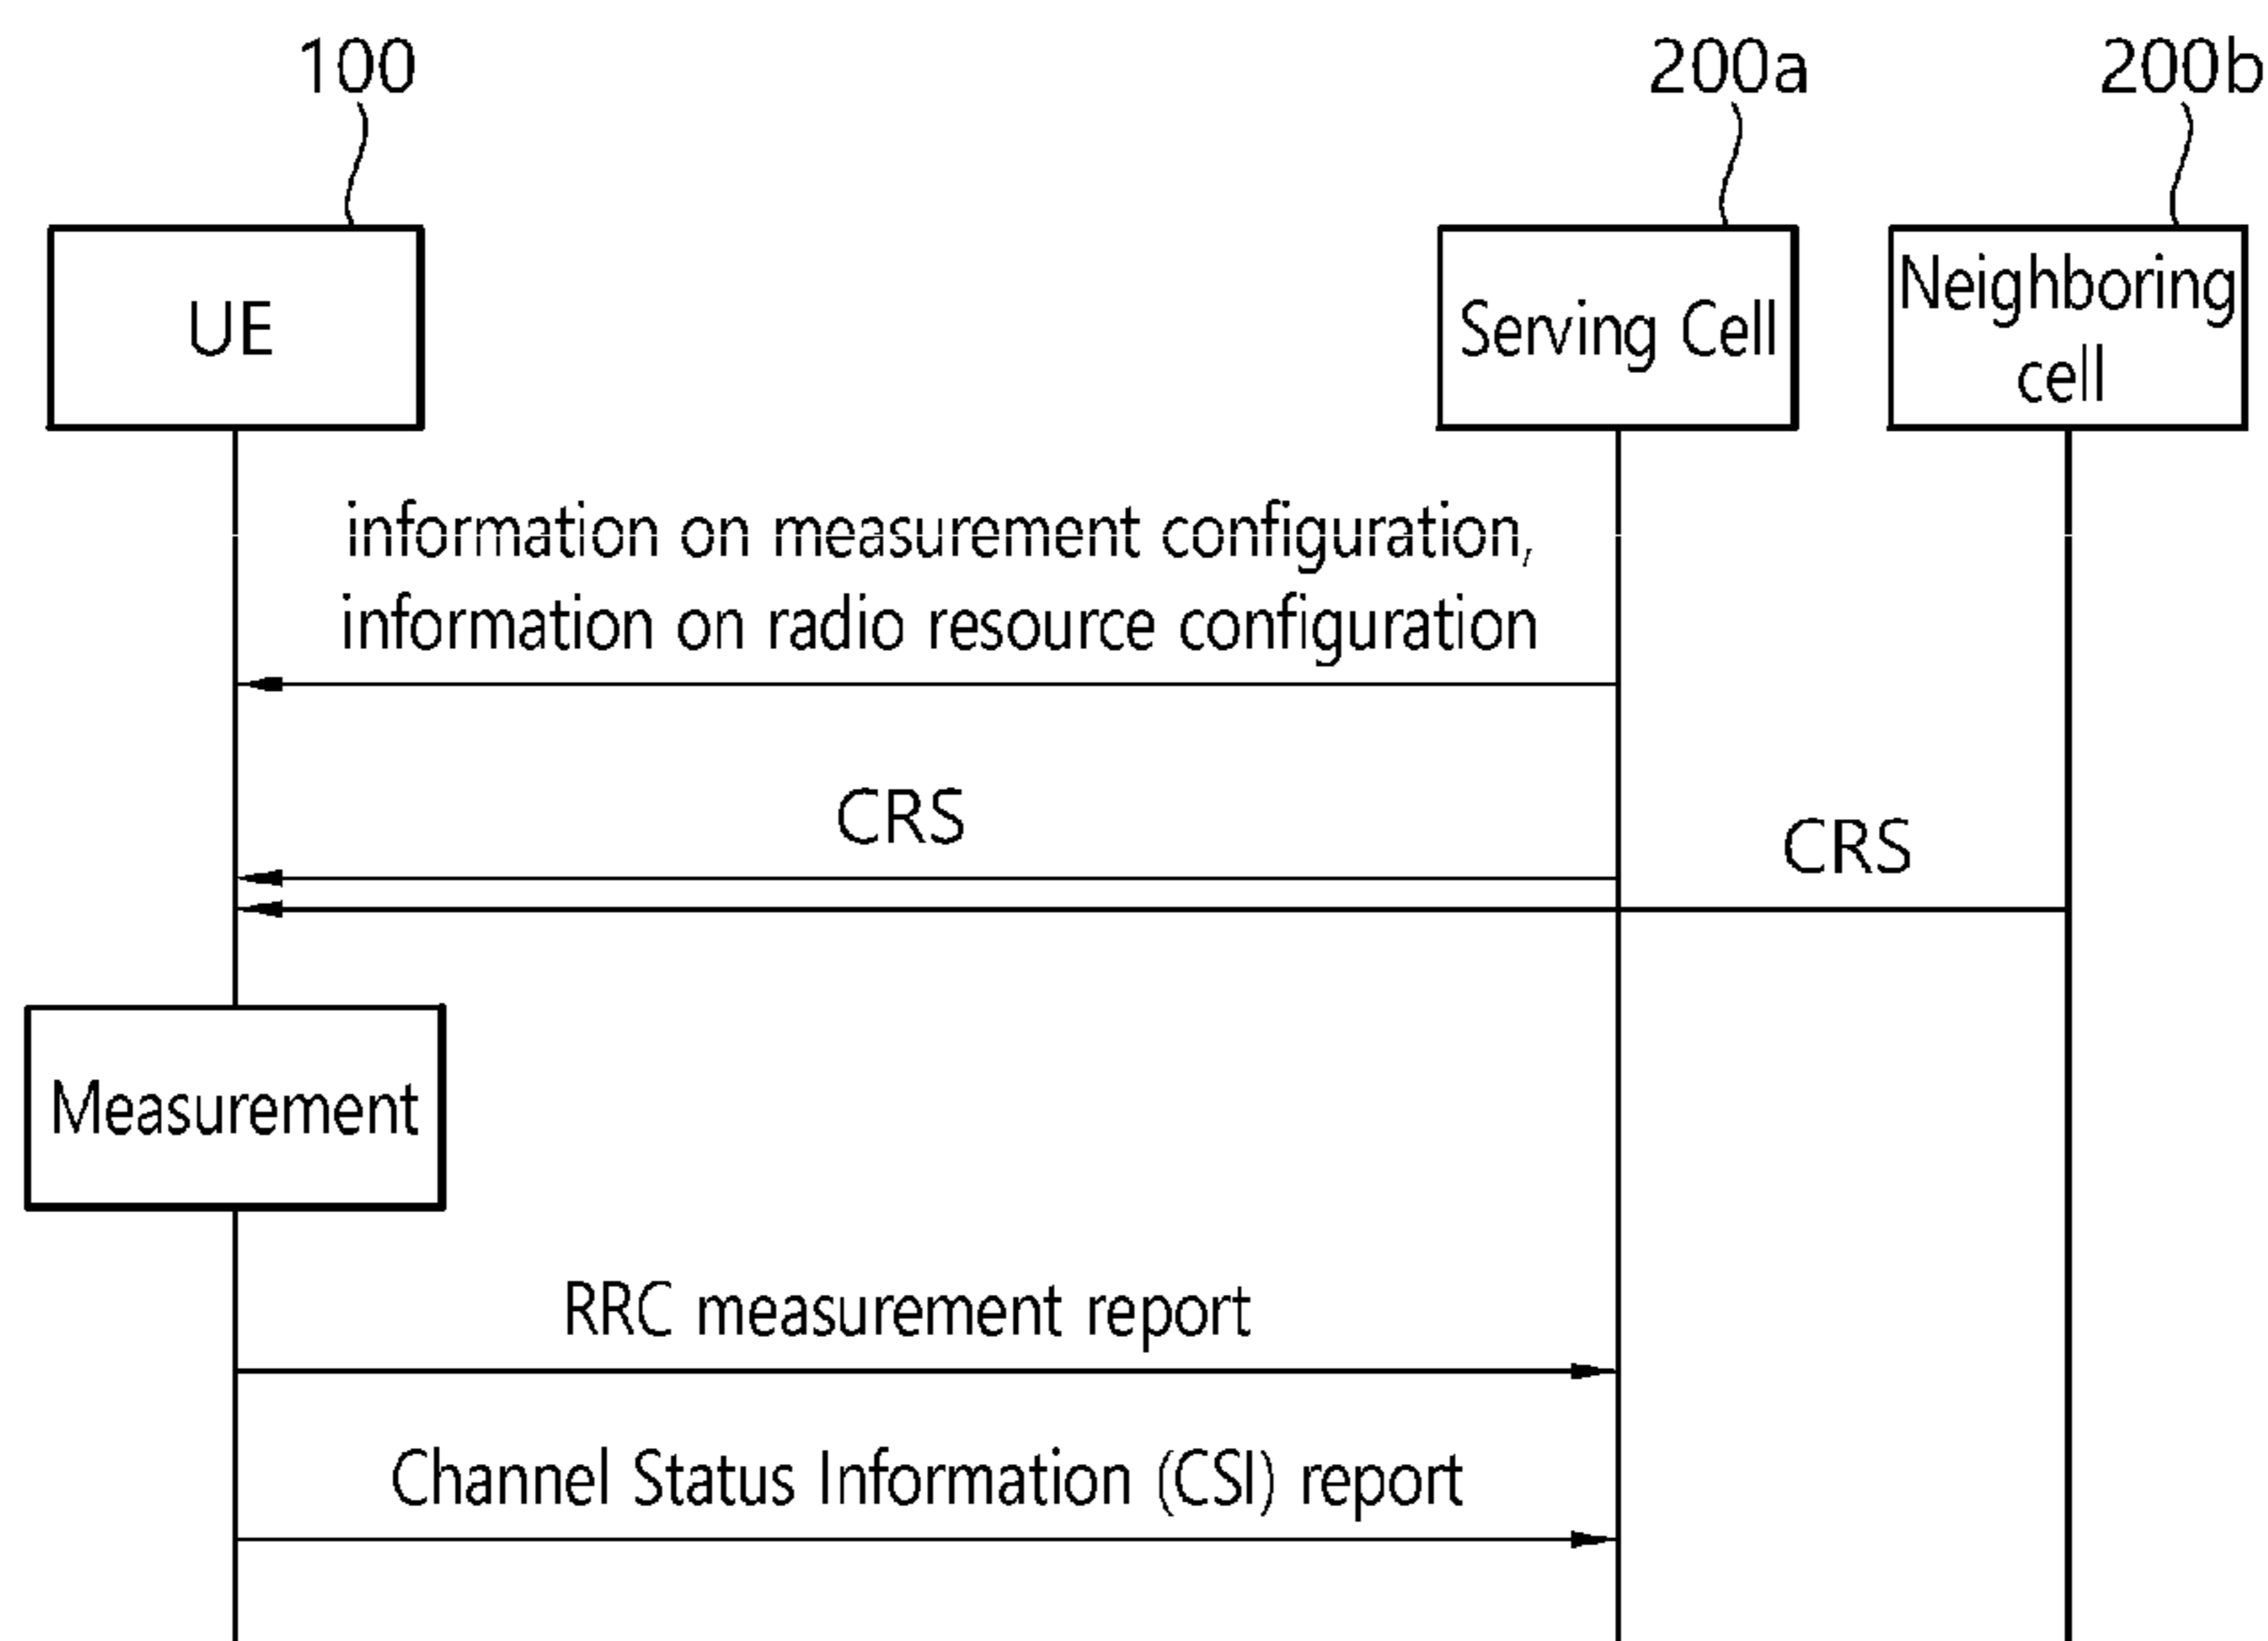 100
200a
200b
UE
Serving Cell
Neighboring
cell
information on measurement configuration,
information on radio resource configuration
CRS
CRS
Measurement
RRC measurement report
Channel Status Information (CSI) report